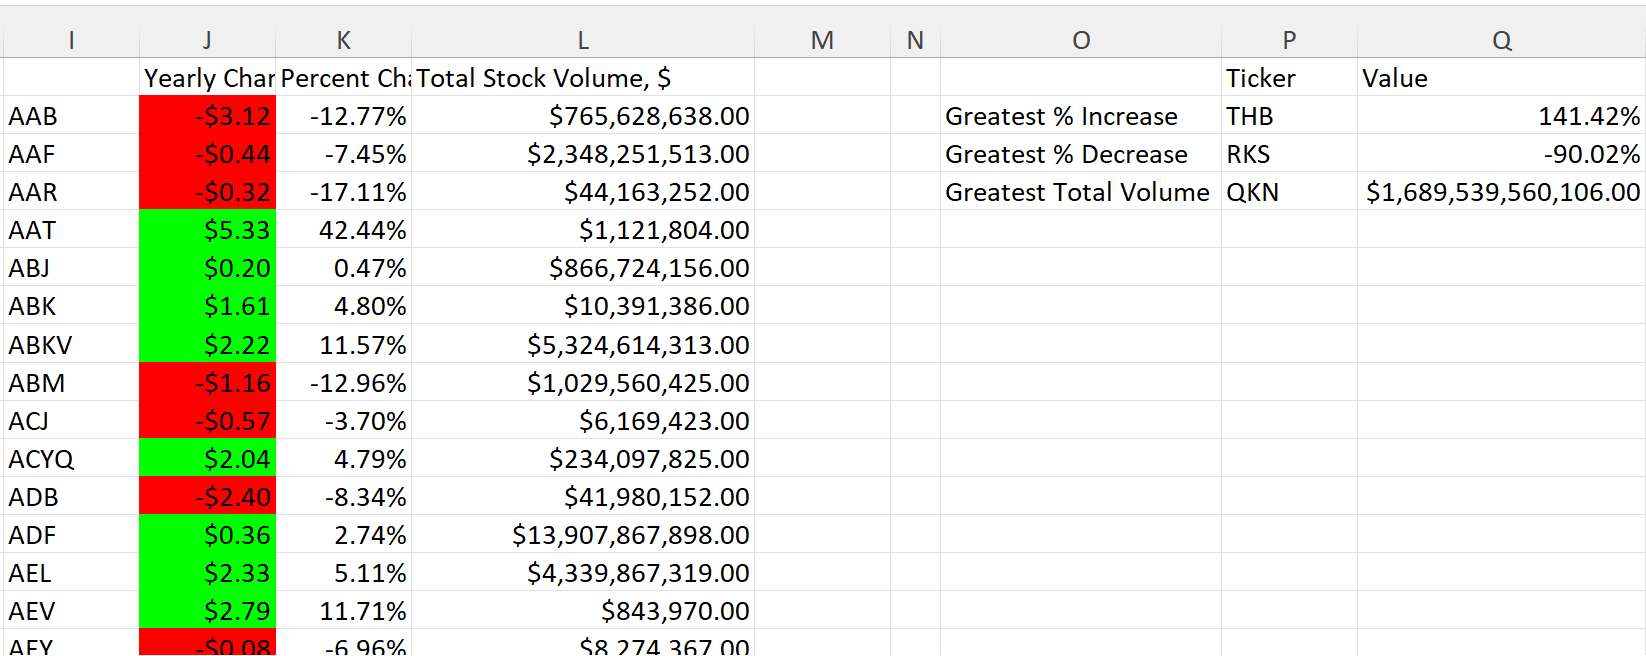 I J K L M N O P Q
Yearly Char Percent Cha Total Stock Volume, $ Ticker Value
AAB -$3.12 -12.77% $765,628,638.00 Greatest % Increase THB 141.42%
AAF -$0.44 -7.45% $2,348,251,513.00 Greatest % Decrease RKS -90.02%
AAR -$0.32 -17.11% $44,163,252.00 Greatest Total Volume QKN $1,689,539,560,106.00
AAT $5.33 42.44% $1,121,804.00
ABJ $0.20 0.47% $866,724,156.00
ABK $1.61 4.80% $10,391,386.00
ABKV $2.22 11.57% $5,324,614,313.00
ABM -$1.16 -12.96% $1,029,560,425.00
ACJ -$0.57 -3.70% $6,169,423.00
ACYQ $2.04 4.79% $234,097,825.00
ADB -$2.40 -8.34% $41,980,152.00
ADF $0.36 2.74% $13,907,867,898.00
AEL $2.33 5.11% $4,339,867,319.00
AEV $2.79 11.71% $843,970.00
AEY -$0.08 -6.96% $8,274,367.00